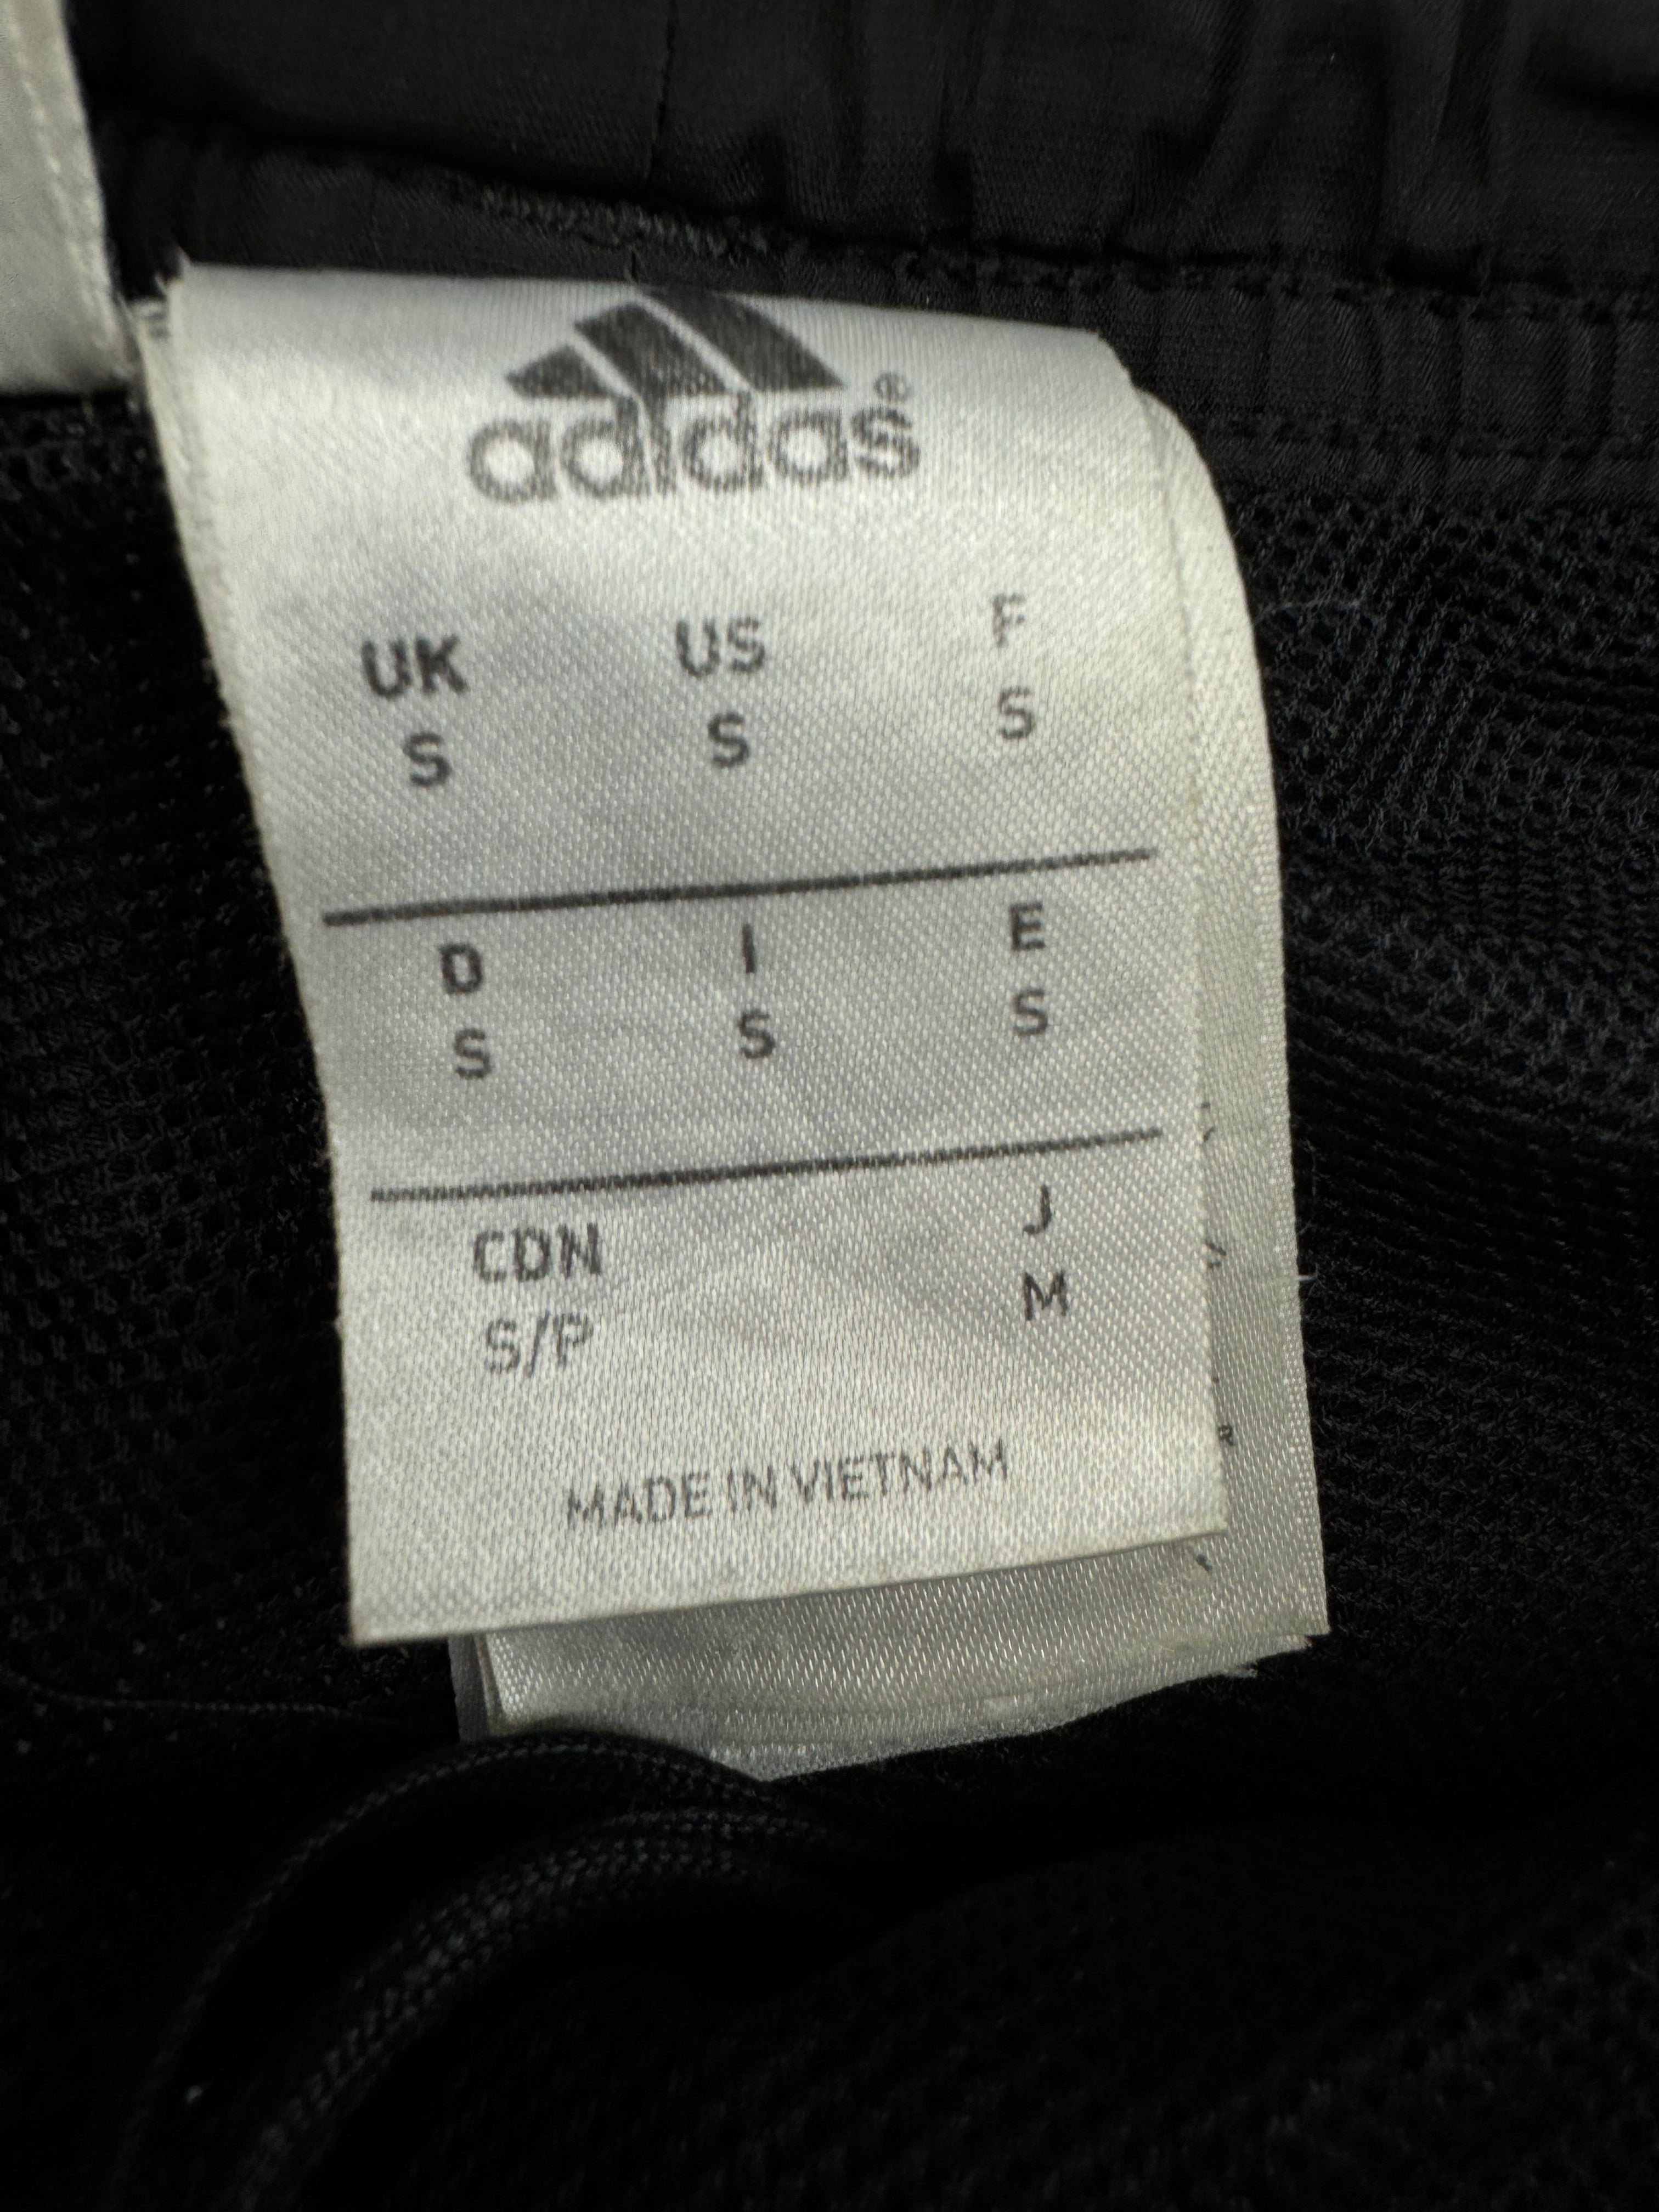 adidas®
UK US F
S S S
D I E
S S S
CDN J
S/P M
MADE IN VIETNAM
R